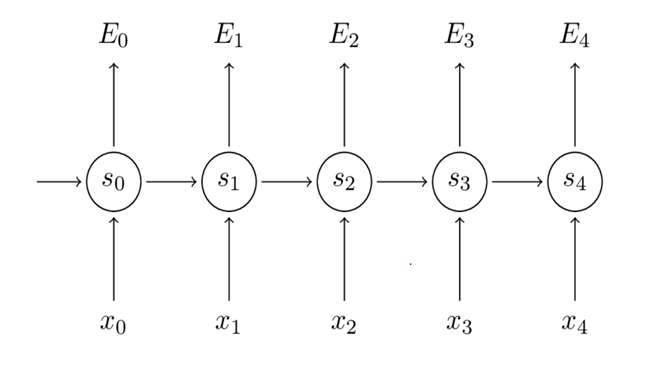 E₀ E₁ E₂ E₃ E₄
s₀ s₁ s₂ s₃ s₄
x₀ x₁ x₂ x₃ x₄